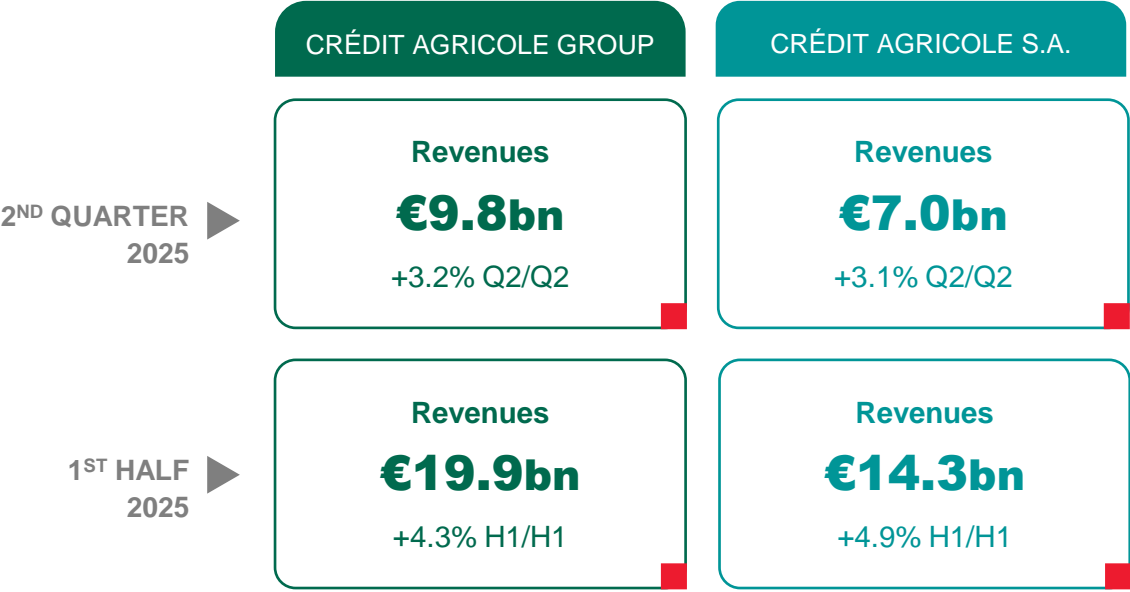 CRÉDIT AGRICOLE GROUP
CRÉDIT AGRICOLE S.A.
2ND QUARTER
2025
Revenues
€9.8bn
+3.2% Q2/Q2
Revenues
€7.0bn
+3.1% Q2/Q2
1ST HALF
2025
Revenues
€19.9bn
+4.3% H1/H1
Revenues
€14.3bn
+4.9% H1/H1